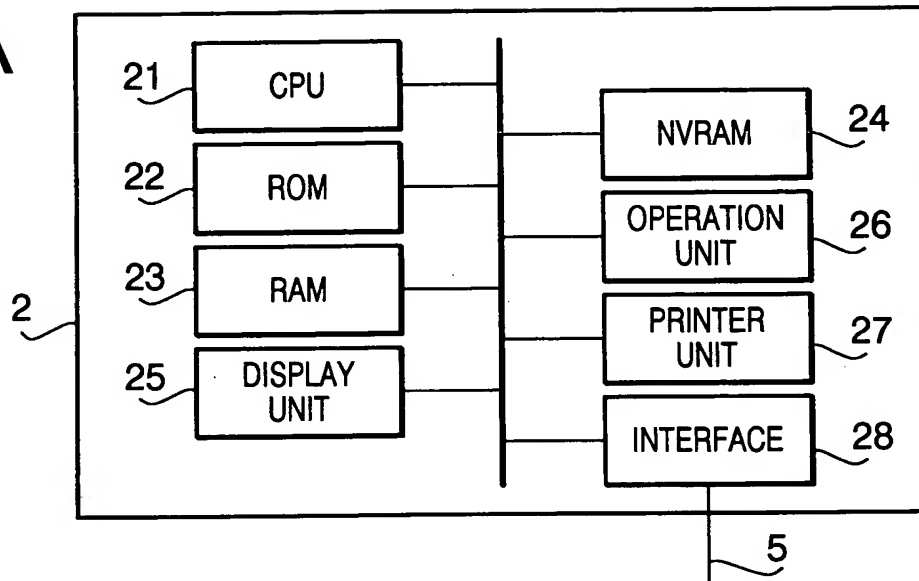 A
21
CPU
22
ROM
23
RAM
2
25
DISPLAY
UNIT
NVRAM
24
OPERATION
UNIT
26
PRINTER
UNIT
27
INTERFACE
28
5